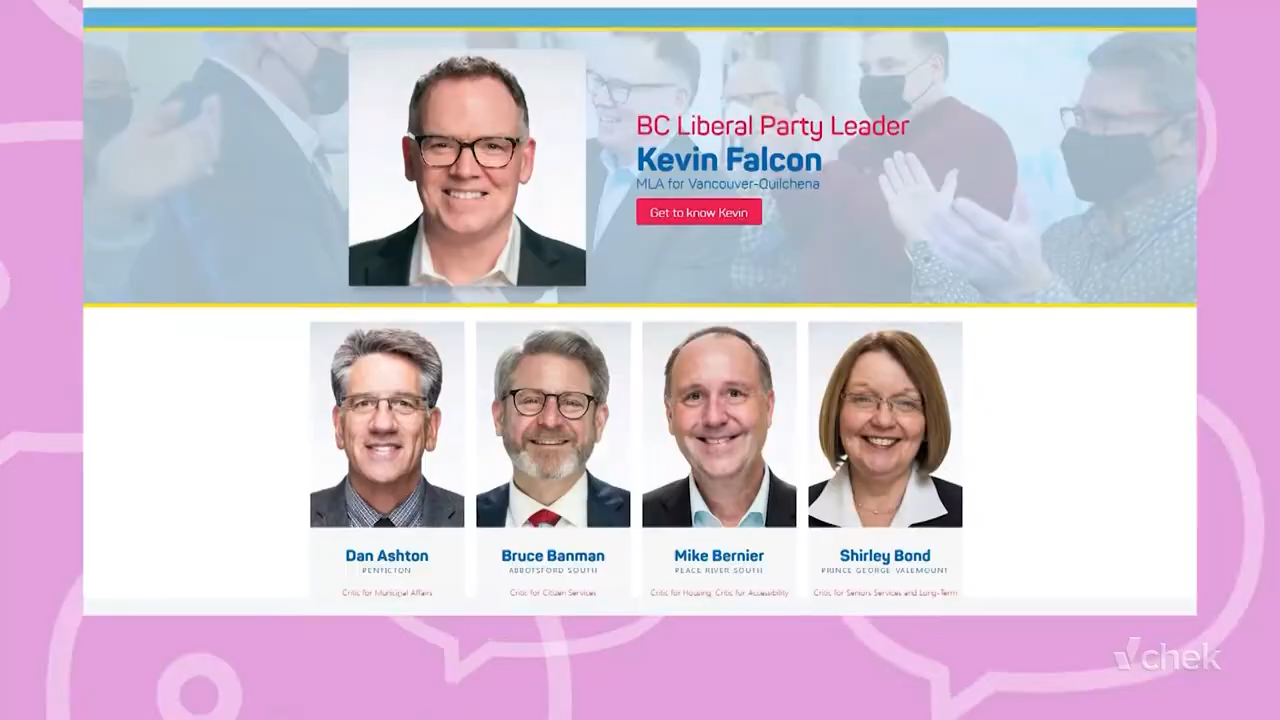 BC Liberal Party Leader
Kevin Falcon
MLA for Vancouver-Quilchena
Get to know Kevin
Dan Ashton
PENTICTON
Critic for Municipal Affairs
Bruce Banman
ABBOTSFORD SOUTH
Critic for Citizen Services
Mike Bernier
PEACE RIVER SOUTH
Critic for Housing Critic for Accessibility
Shirley Bond
PRINCE GEORGE VALEMOUNT
Critic for Seniors Services and Long-Term
chek